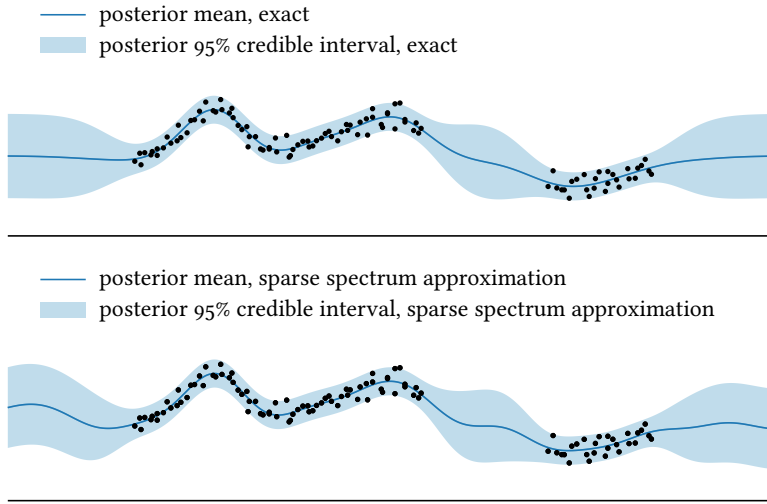 posterior mean, exact
posterior 95% credible interval, exact
posterior mean, sparse spectrum approximation
posterior 95% credible interval, sparse spectrum approximation